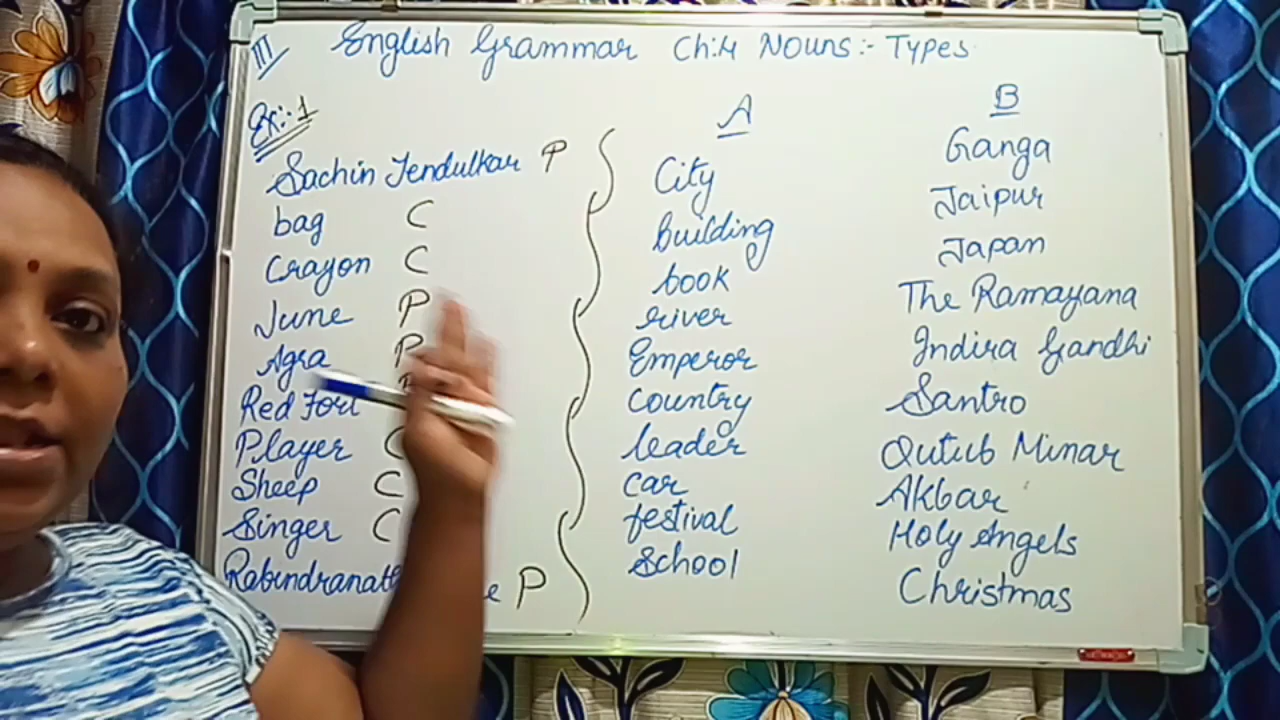 III English Grammar Ch:4 Nouns:- Types
Ex:-1
Sachin Tendulkar P
bag C
Crayon C
June P
Agra P
Red Fort
Player C
Sheep C
Singer C
Rabindranath e P
A
City
Building
book
river
Emperor
Country
leader
car
festival
School
B
Ganga
Jaipur
Japan
The Ramayana
Indira Gandhi
Santro
Qutub Minar
Akbar
Holy Angels
Christmas